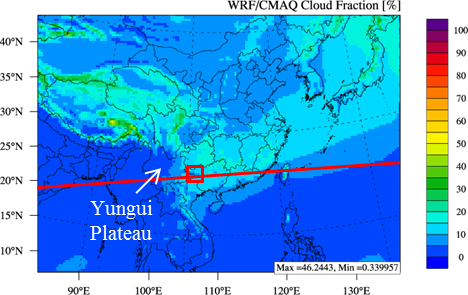 WRF/CMAQ Cloud Fraction [%]
40°N
35°N
30°N
25°N
20°N
15°N
10°N
Yungui
Plateau
Max =46.2443, Min =0.339957
90°E
100°E
110°E
120°E
130°E
100
90
80
70
60
50
40
30
20
10
0